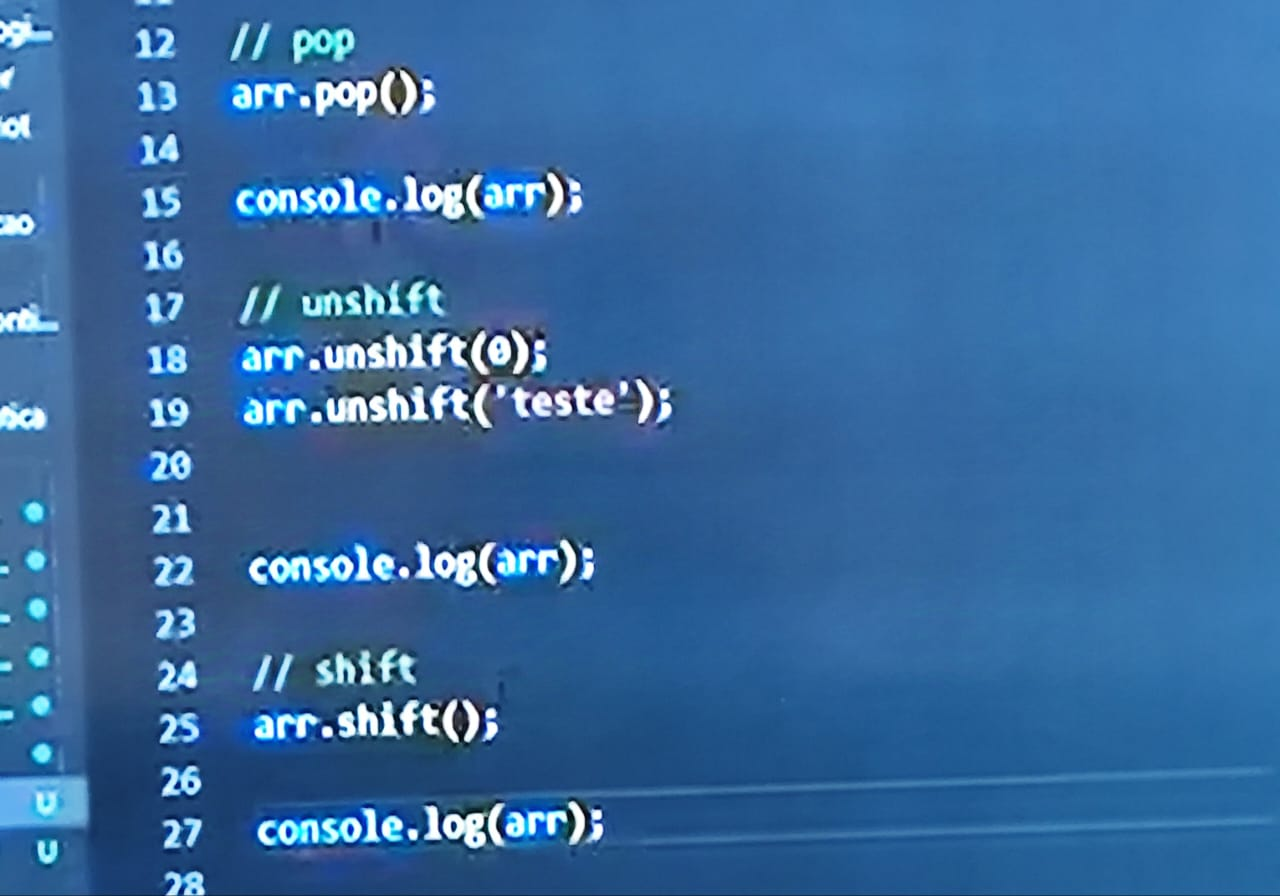 12 // pop
13 arr.pop();
14
15 console.log(arr);
16
17 // unshift
18 arr.unshift(0);
19 arr.unshift('teste');
20
21
22 console.log(arr);
23
24 // shift
25 arr.shift();
26
27 console.log(arr);
28
U
U